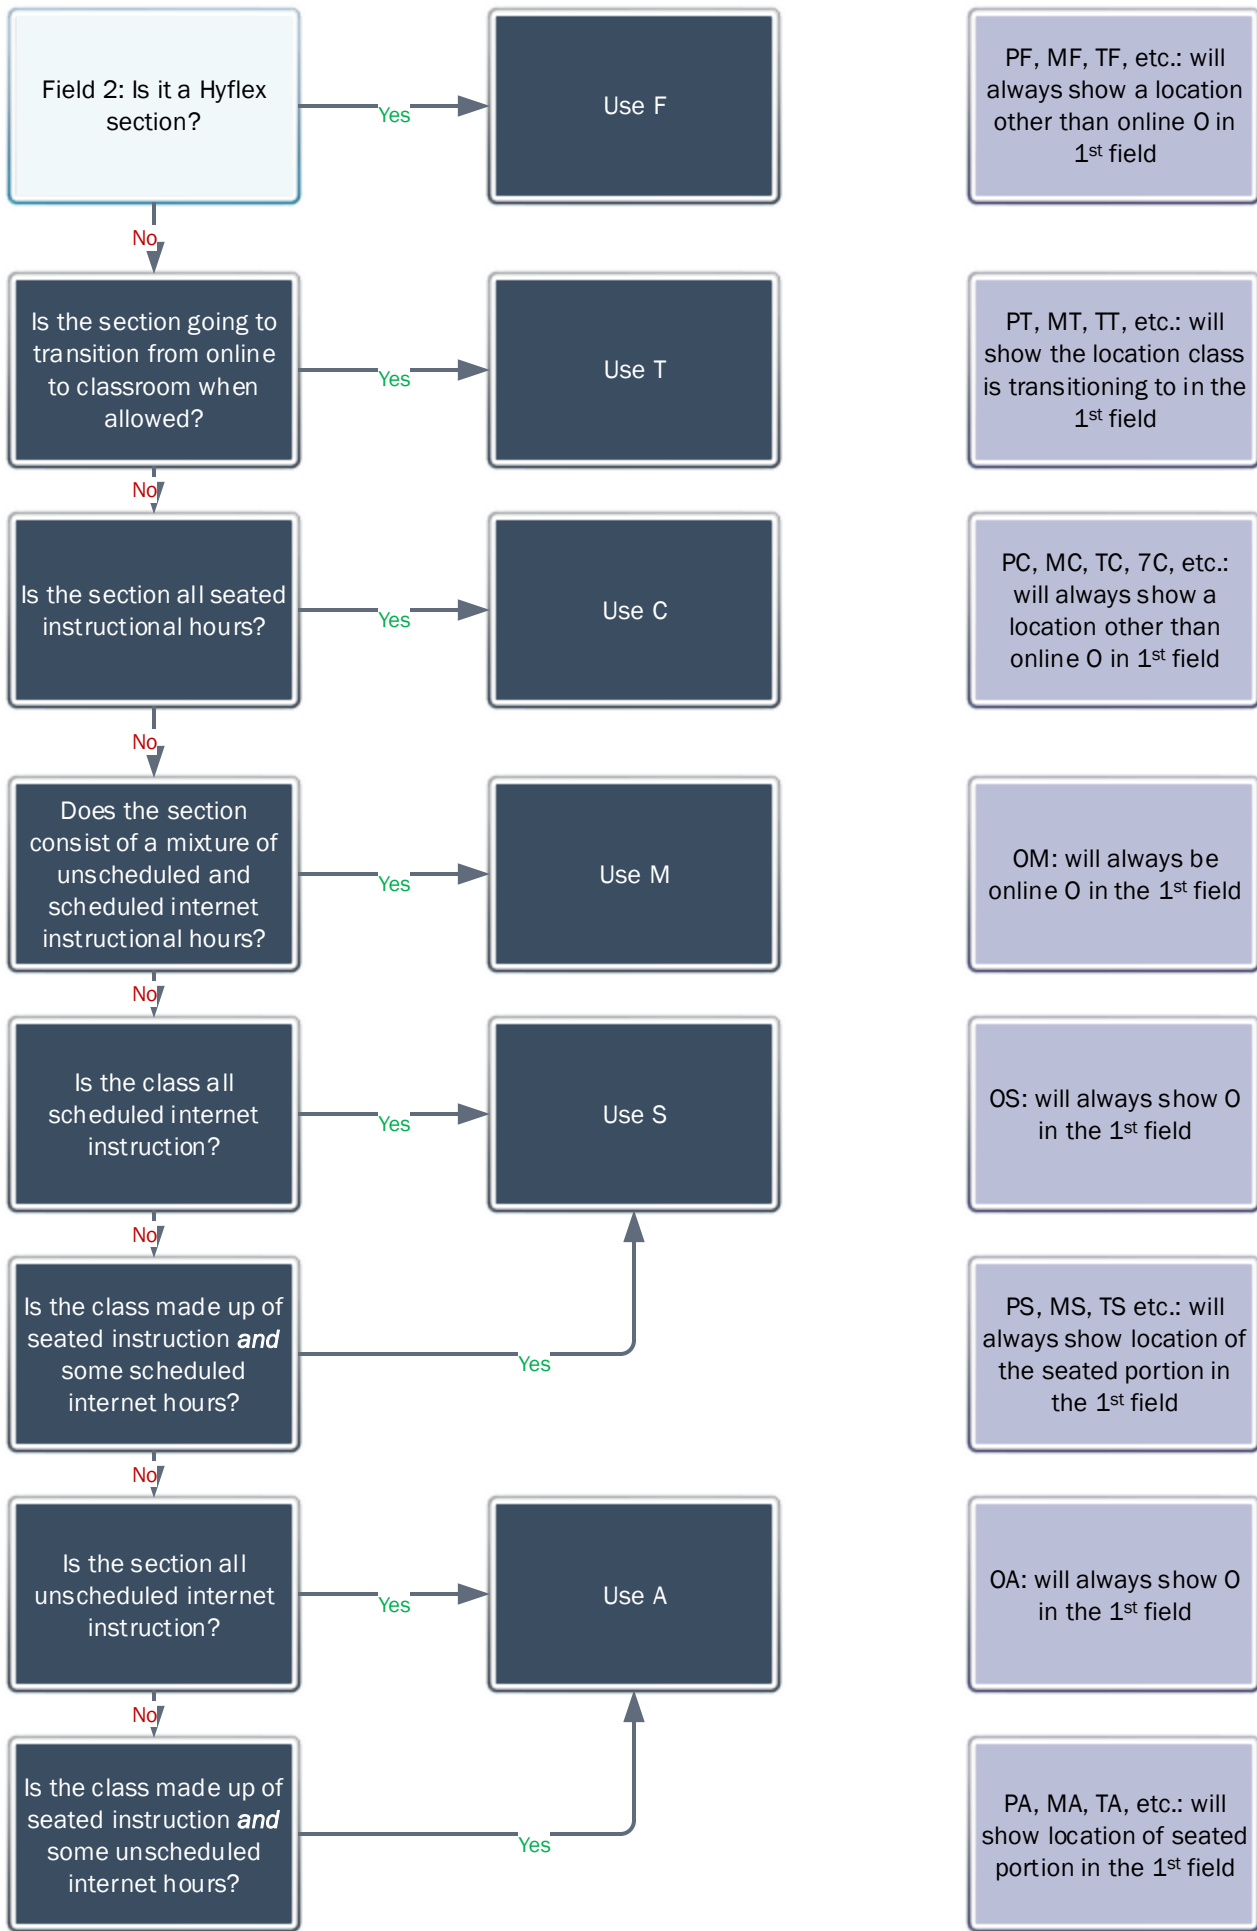 Field 2: Is it a Hyflex
section?
Yes
Use F
PF, MF, TF, etc.: will
always show a location
other than online O in
1st field
No
Is the section going to
transition from online
to classroom when
allowed?
Yes
Use T
PT, MT, TT, etc.: will
show the location class
is transitioning to in the
1st field
No
Is the section all seated
instructional hours?
Yes
Use C
PC, MC, TC, 7C, etc.:
will always show a
location other than
online O in 1st field
No
Does the section
consist of a mixture of
unscheduled and
scheduled internet
instructional hours?
Yes
Use M
OM: will always be
online O in the 1st field
No
Is the class all
scheduled internet
instruction?
Yes
Use S
OS: will always show O
in the 1st field
No
Is the class made up of
seated instruction and
some scheduled
internet hours?
Yes
PS, MS, TS etc.: will
always show location of
the seated portion in
the 1st field
No
Is the section all
unscheduled internet
instruction?
Yes
Use A
OA: will always show O
in the 1st field
No
Is the class made up of
seated instruction and
some unscheduled
internet hours?
Yes
PA, MA, TA, etc.: will
show location of seated
portion in the 1st field